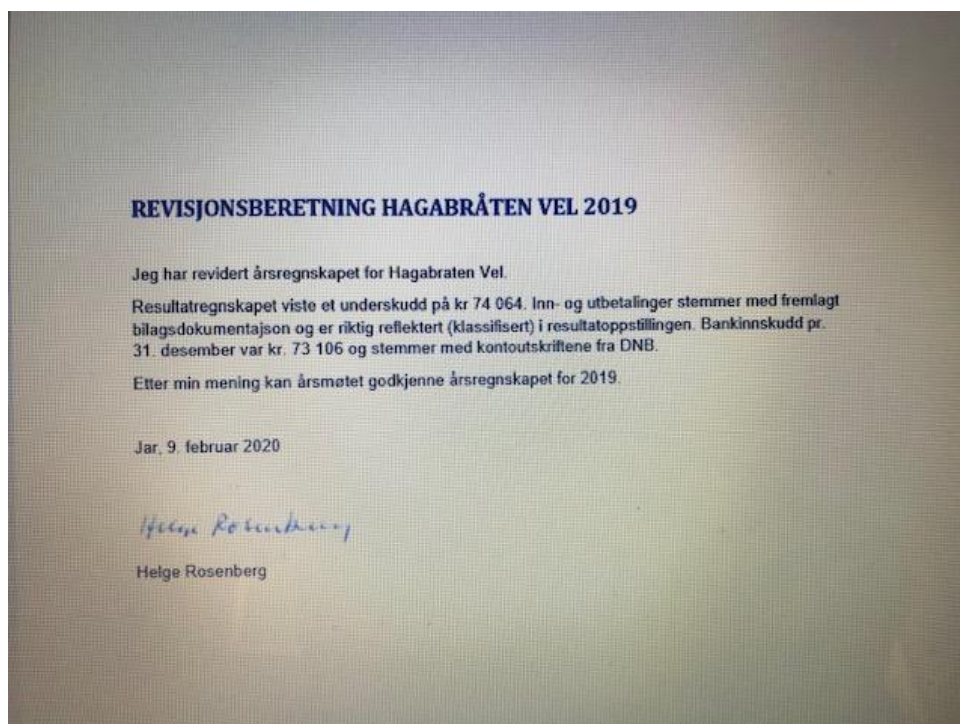 REVISJONSBERETNING HAGABRÅTEN VEL 2019
Jeg har revidert årsregnskapet for Hagabraten Vel.
Resultatregnskapet viste et underskudd på kr 74 064. Inn- og utbetalinger stemmer med fremlagt
bilagsdokumentajson og er riktig reflektert (klassifisert) i resultatoppstillingen. Bankinnskudd pr.
31. desember var kr. 73 106 og stemmer med kontoutskriftene fra DNB.
Etter min mening kan årsmøtet godkjenne årsregnskapet for 2019.
Jar, 9. februar 2020
Helge Rosenberg
Helge Rosenberg